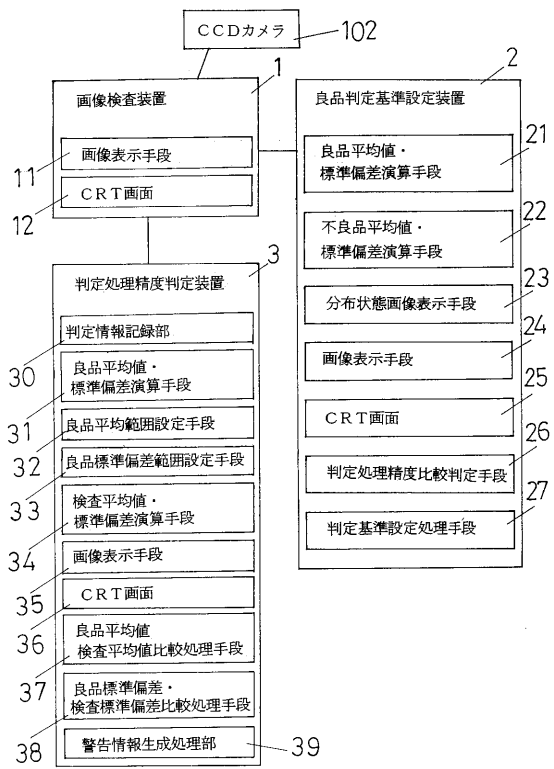 CCDカメラ
102
1
画像検査装置
画像表示手段
11
CRT画面
12
2
良品判定基準設定装置
21
良品平均値・
標準偏差演算手段
22
不良品平均値・
標準偏差演算手段
23
分布状態画像表示手段
24
画像表示手段
25
CRT画面
26
判定処理精度比較判定手段
27
判定基準設定処理手段
3
判定処理精度判定装置
判定情報記録部
30
良品平均値・
標準偏差演算手段
31
良品平均範囲設定手段
32
良品標準偏差範囲設定手段
33
検査平均値・
標準偏差演算手段
34
画像表示手段
35
CRT画面
36
良品平均値
検査平均値比較処理手段
37
良品標準偏差・
検査標準偏差比較処理手段
38
警告情報生成処理部
39